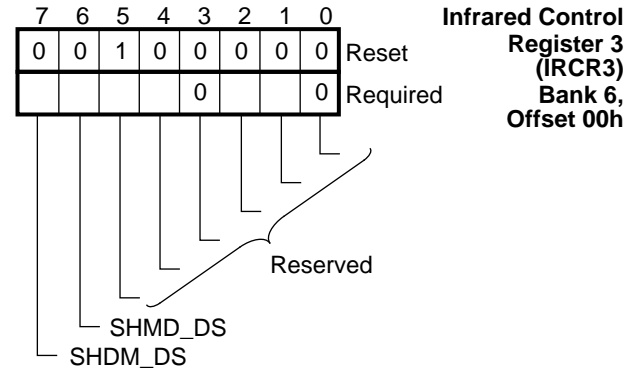 7 6 5 4 3 2 1 0
0 0 1 0 0 0 0 0 Reset
0 0 Required
Infrared Control
Register 3
(IRCR3)
Bank 6,
Offset 00h
Reserved
SHMD_DS
SHDM_DS